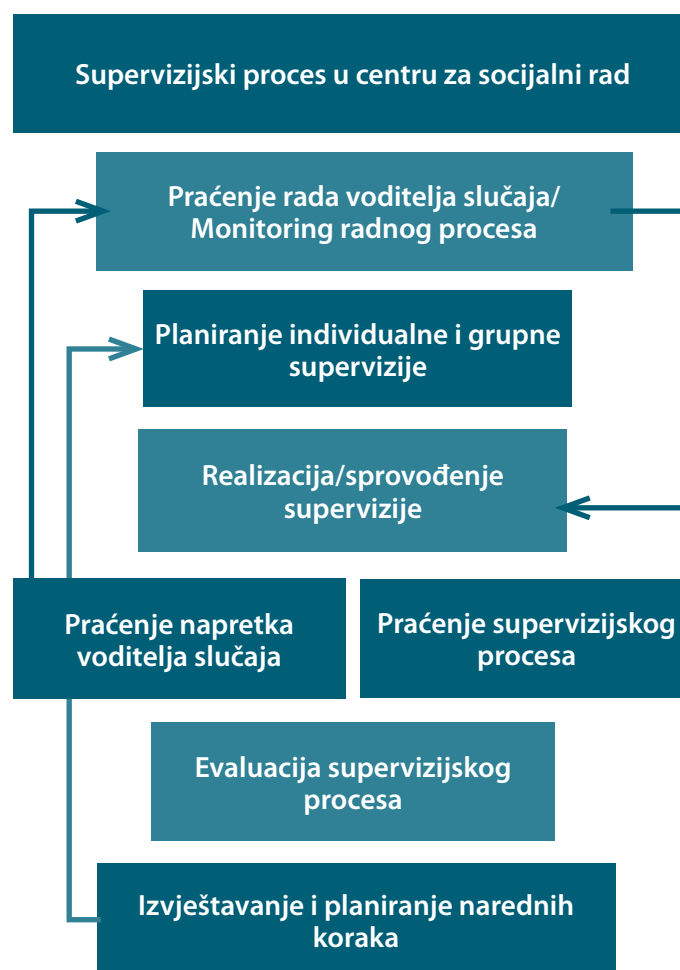 Supervizijski proces u centru za socijalni rad
Praćenje rada voditelja slučaja/
Monitoring radnog procesa
Planiranje individualne i grupne
supervizije
Realizacija/sprovođenje
supervizije
Praćenje napretka
voditelja slučaja
Praćenje supervizijskog
procesa
Evaluacija supervizijskog
procesa
Izvještavanje i planiranje narednih
koraka